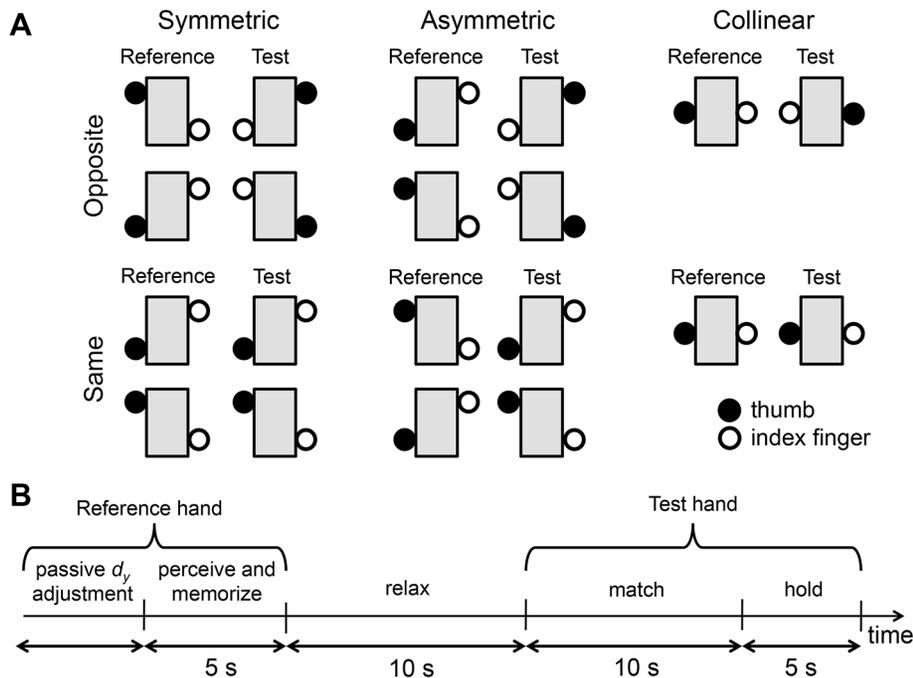 A
Symmetric Asymmetric Collinear
Reference Test Reference Test Reference Test
Opposite
Reference Test Reference Test Reference Test
Same
thumb
index finger
B
Reference hand
Test hand
passive dy
adjustment
perceive and
memorize
relax
match
hold
time
5 s 10 s 10 s 5 s